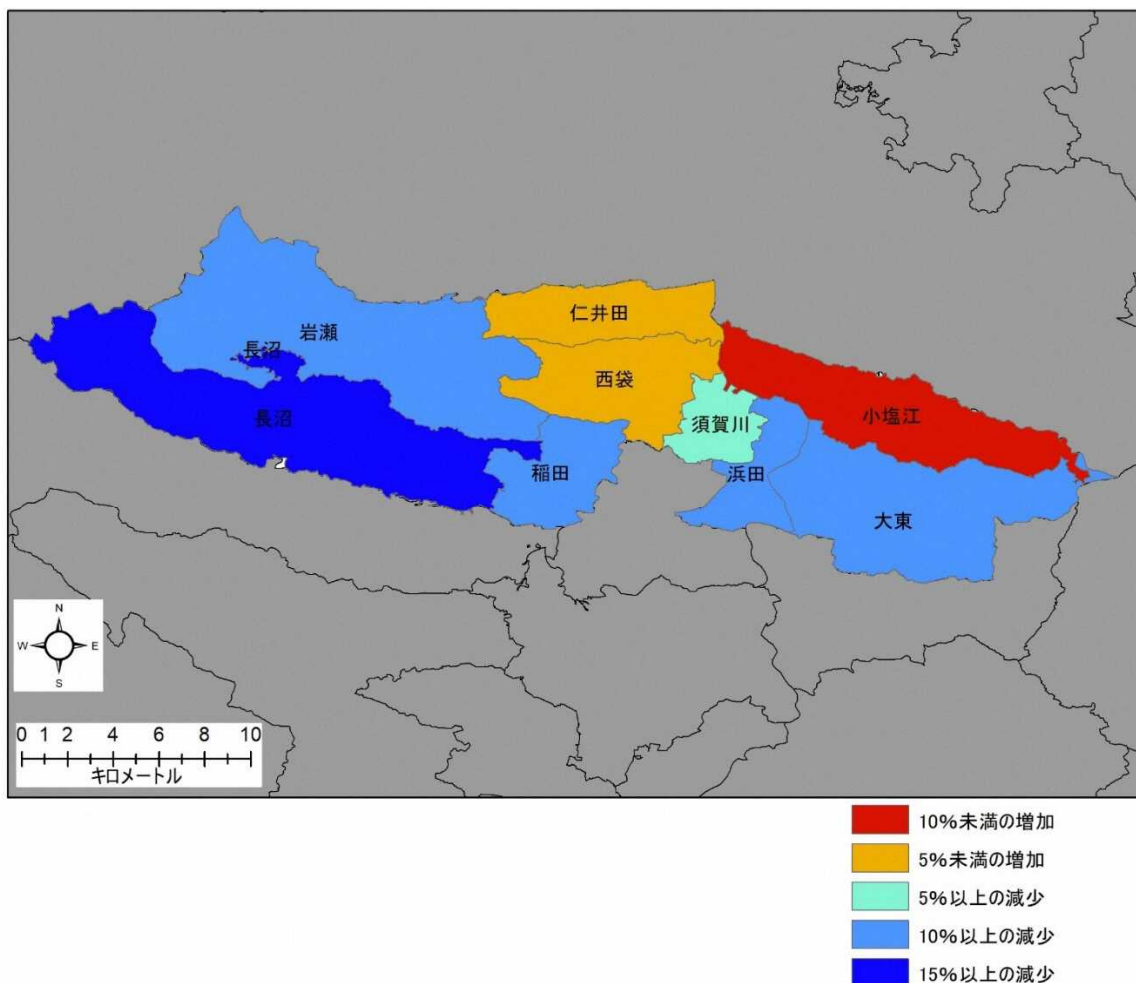 仁井田
岩瀬
長沼
西袋
長沼
須賀川
小塩江
稲田
浜田
大東
N
W E
S
0 1 2 4 6 8 10
キロメートル
10%未満の増加
5%未満の増加
5%以上の減少
10%以上の減少
15%以上の減少